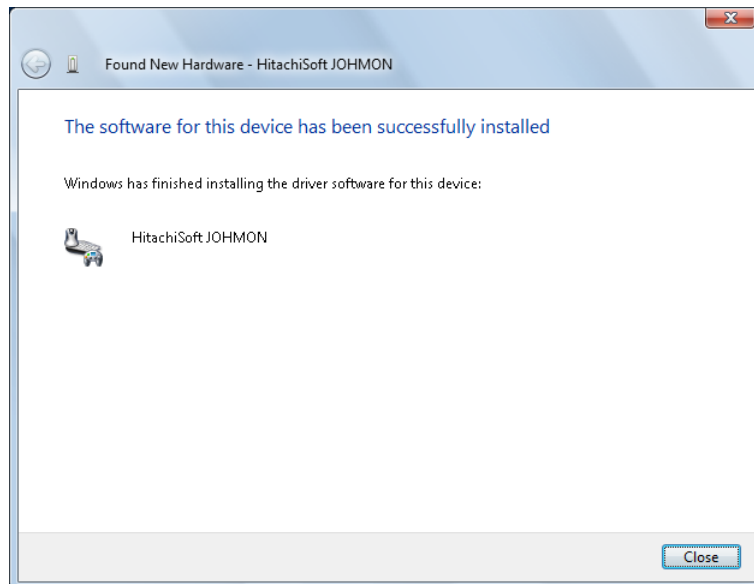 Found New Hardware - HitachiSoft JOHMON
The software for this device has been successfully installed
Windows has finished installing the driver software for this device:
HitachiSoft JOHMON
Close